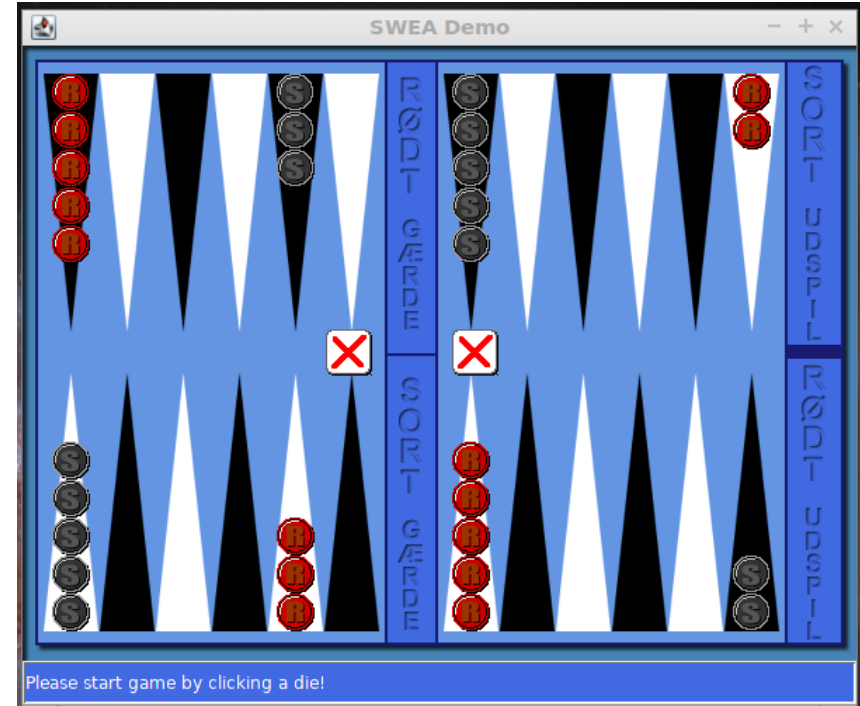 SWEA Demo
R R R R R
S S S
RØDT GÆRDE
S S S S S
R R
SORT UDSPIL
S S S S S
R R R
SORT GÆRDE
R R R R R
S S
RØDT UDSPIL
Please start game by clicking a die!